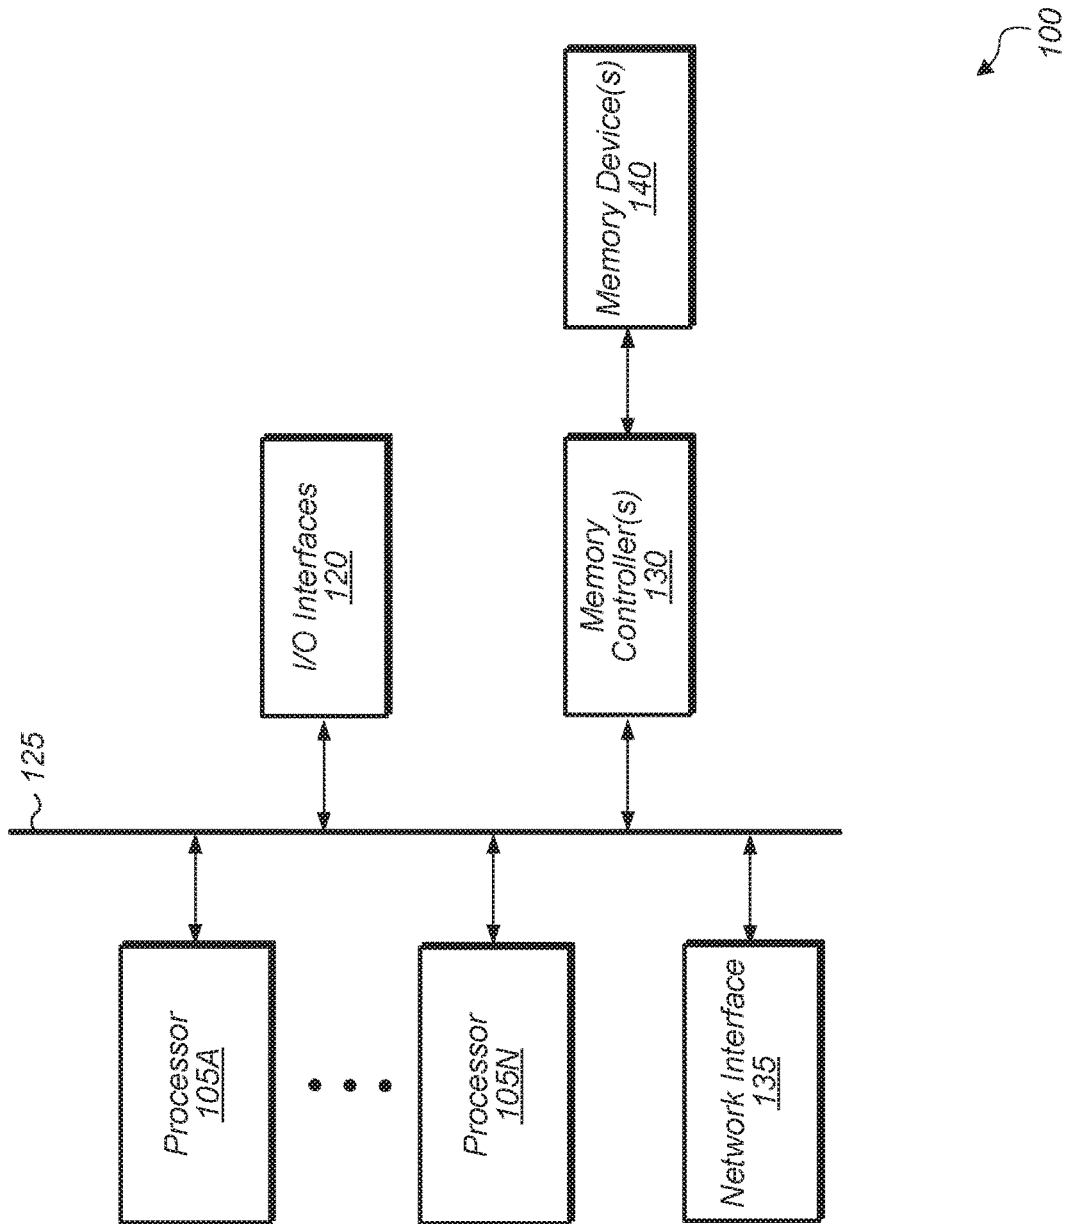 100
Processor
105A
Processor
105N
Network Interface
135
125
I/O Interfaces
120
Memory
Controller(s)
130
Memory Device(s)
140